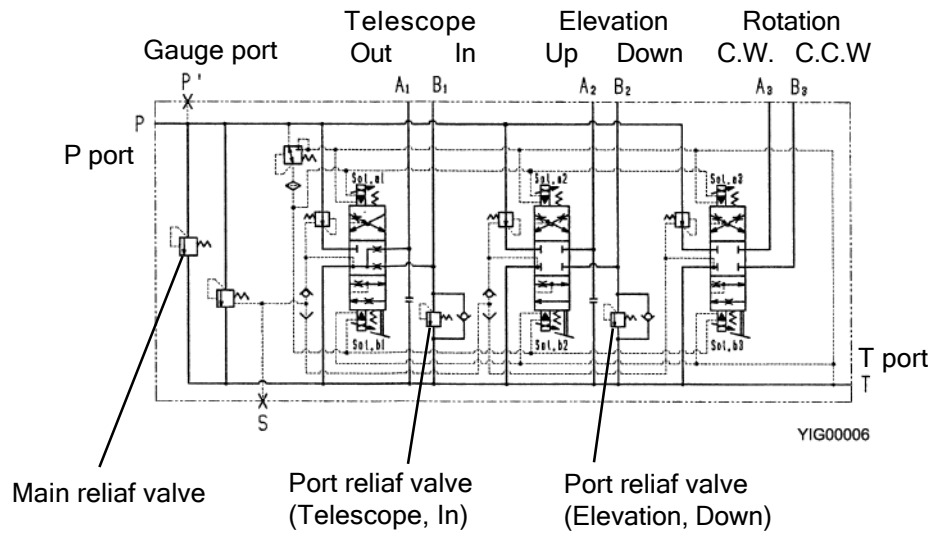 Telescope Elevation Rotation
Gauge port Out In Up Down C.W. C.C.W
P' A1 B1 A2 B2 A3 B3
P
P port
Sol.a1 Sol.a2 Sol.a3
Sol.b1 Sol.b2 Sol.b3
T port
T
S
YIG00006
Main reliaf valve
Port reliaf valve
(Telescope, In)
Port reliaf valve
(Elevation, Down)